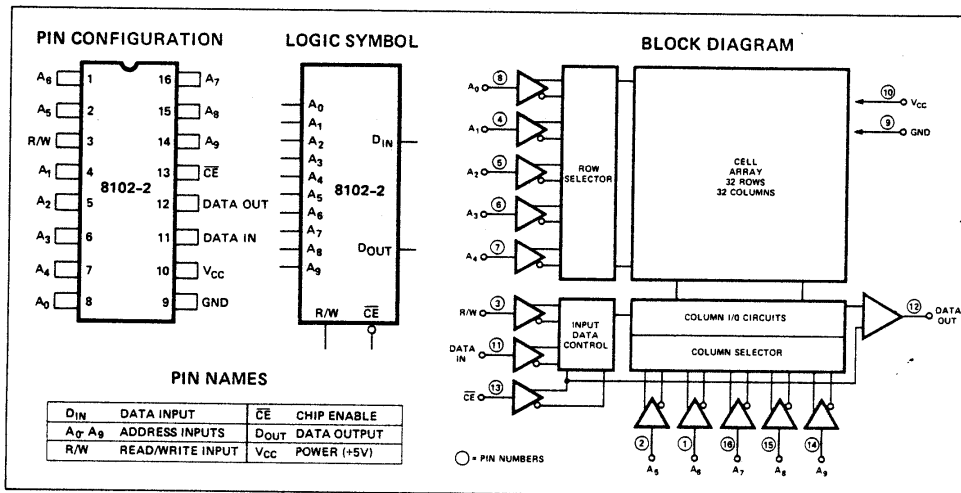 PIN CONFIGURATION
A6 1 16 A7
A5 2 15 A8
R/W 3 14 A9
A1 4 13 C̅E̅
8102-2
A2 5 12 DATA OUT
A3 6 11 DATA IN
A4 7 10 VCC
A0 8 9 GND
LOGIC SYMBOL
A0
A1
A2
A3
A4
A5
A6
A7
A8
A9
DIN
8102-2
DOUT
R/W C̅E̅
BLOCK DIAGRAM
A0 8
A1 4
A2 5
A3 6
A4 7
ROW
SELECTOR
CELL
ARRAY
32 ROWS
32 COLUMNS
10 VCC
9 GND
R/W 3
DATA
IN 11
C̅E̅ 13
INPUT
DATA
CONTROL
COLUMN I/O CIRCUITS
COLUMN SELECTOR
12 DATA
OUT
2 1 16 15 14
A5 A6 A7 A8 A9
= PIN NUMBERS
PIN NAMES
DIN DATA INPUT C̅E̅ CHIP ENABLE
A0- A9 ADDRESS INPUTS DOUT DATA OUTPUT
R/W READ/WRITE INPUT VCC POWER (+5V)